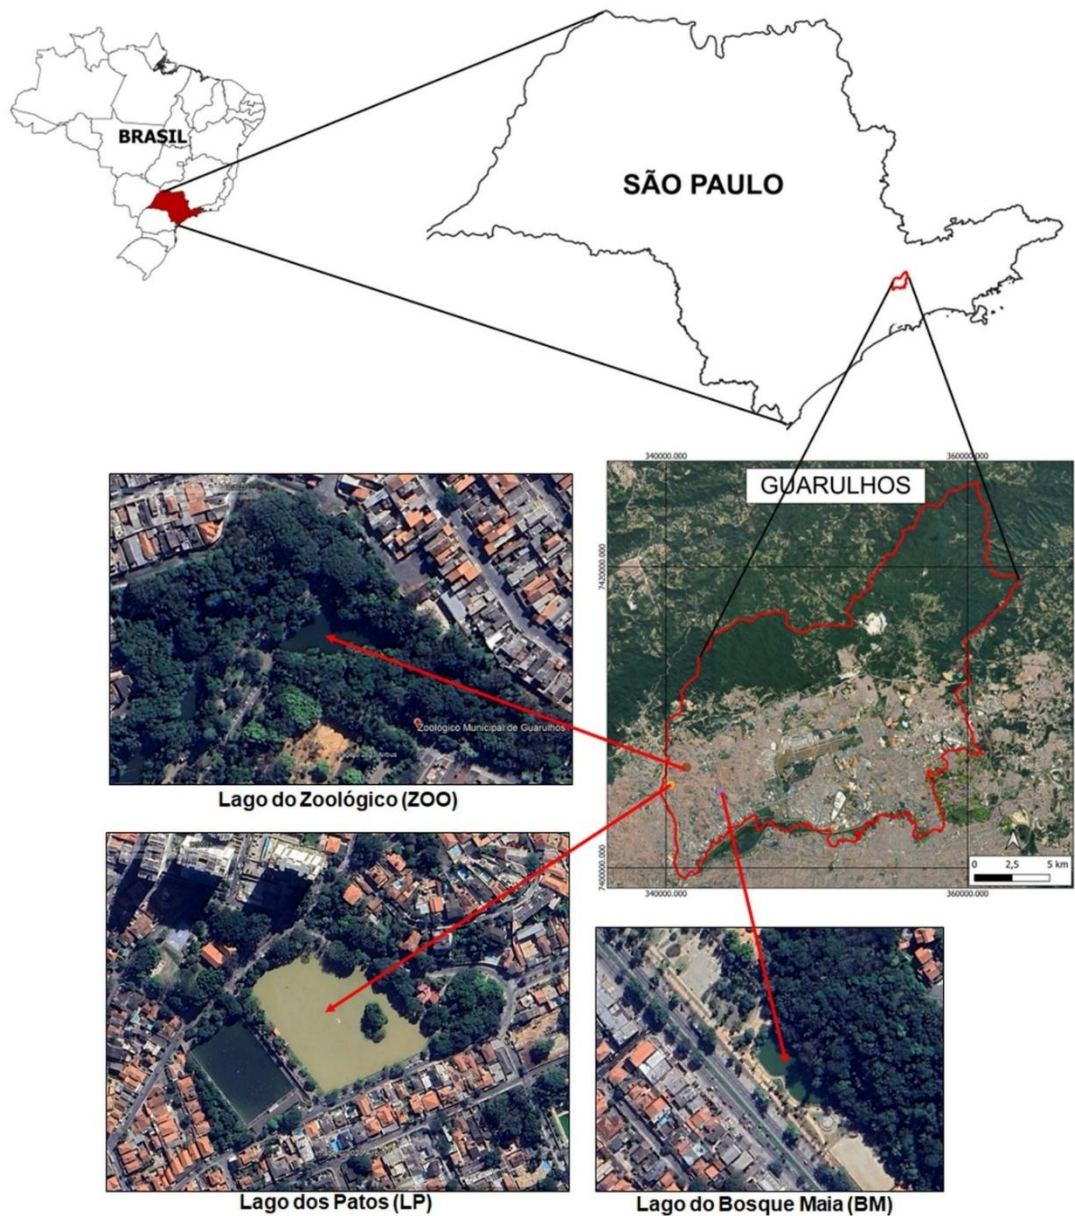 BRASIL
SÃO PAULO
340000.000
360000.000
GUARULHOS
7420000.000
Zoológico Municipal de Guarulhos
Lago do Zoológico (ZOO)
7400000.000
0 2,5 5 km
340000.000
360000.000
Lago dos Patos (LP)
Lago do Bosque Maia (BM)